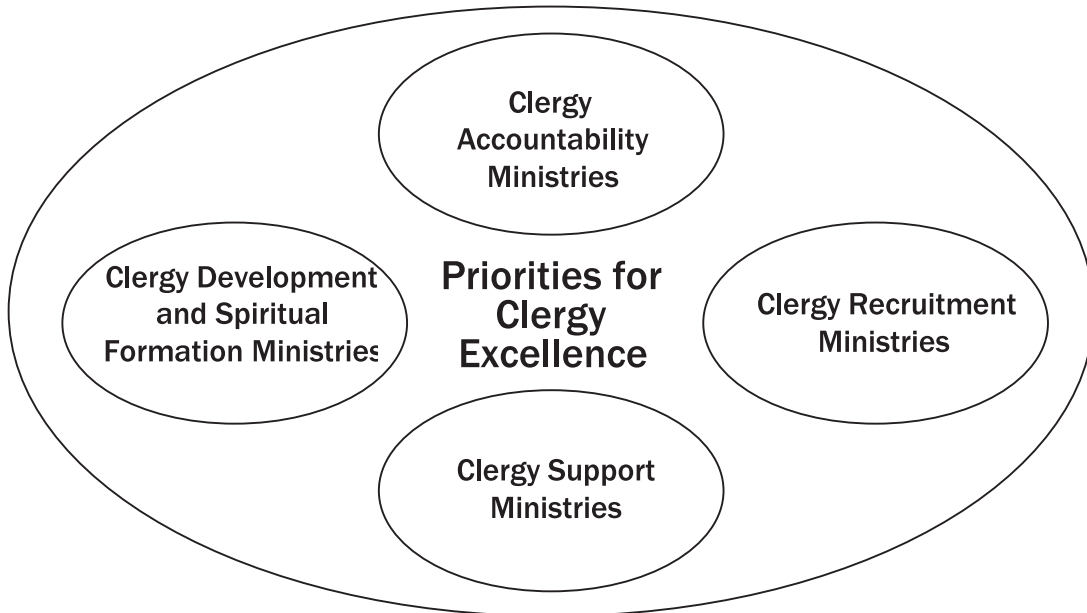 Clergy
Accountability
Ministries
Clergy Development
and Spiritual
Formation Ministries
Priorities for
Clergy
Excellence
Clergy Recruitment
Ministries
Clergy Support
Ministries